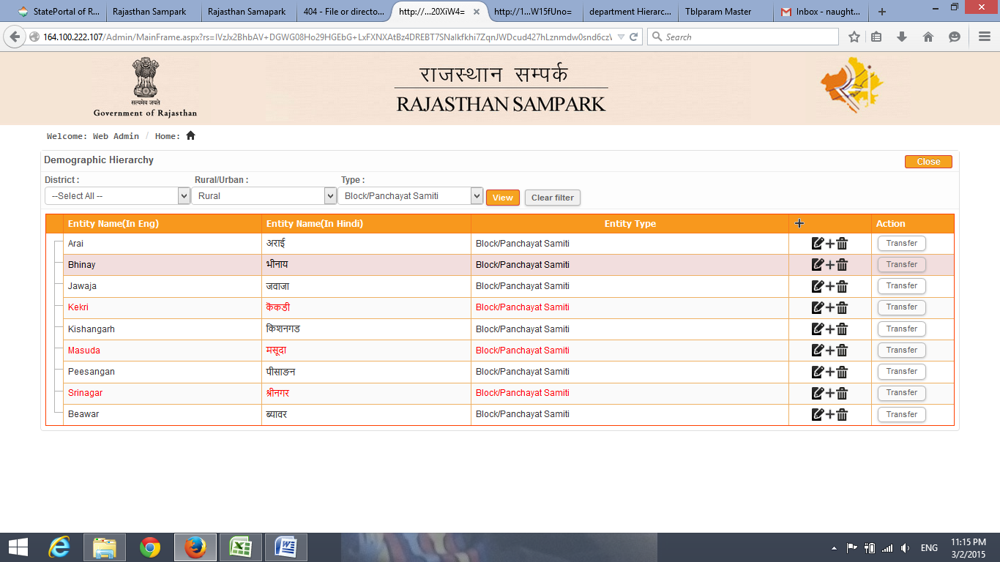 StatePortal of R...
Rajasthan Sampark
Rajasthan Samapark
404 - File or directo...
http://...20XiW4=
http://1...W15fUno=
department Hierarc...
Tblparam Master
Inbox - naught...
164.100.222.107/Admin/MainFrame.aspx?rs=
Search
सत्यमेव जयते
Government of Rajasthan
राजस्थान सम्पर्क
RAJASTHAN SAMPARK
Welcome: Web Admin / Home:
Demographic Hierarchy
Close
District : Rural/Urban : Type :
--Select All -- Rural Block/Panchayat Samiti View Clear filter
Entity Name(In Eng) Entity Name(In Hindi) Entity Type + Action
Arai अराई Block/Panchayat Samiti Transfer
Bhinay भीनाय Block/Panchayat Samiti Transfer
Jawaja जवाजा Block/Panchayat Samiti Transfer
Kekri कॆकडी Block/Panchayat Samiti Transfer
Kishangarh किशनगड Block/Panchayat Samiti Transfer
Masuda मसूदा Block/Panchayat Samiti Transfer
Peesangan पीसाङन Block/Panchayat Samiti Transfer
Srinagar श्रीनगर Block/Panchayat Samiti Transfer
Beawar ब्यावर Block/Panchayat Samiti Transfer
ENG
11:15 PM
3/2/2015